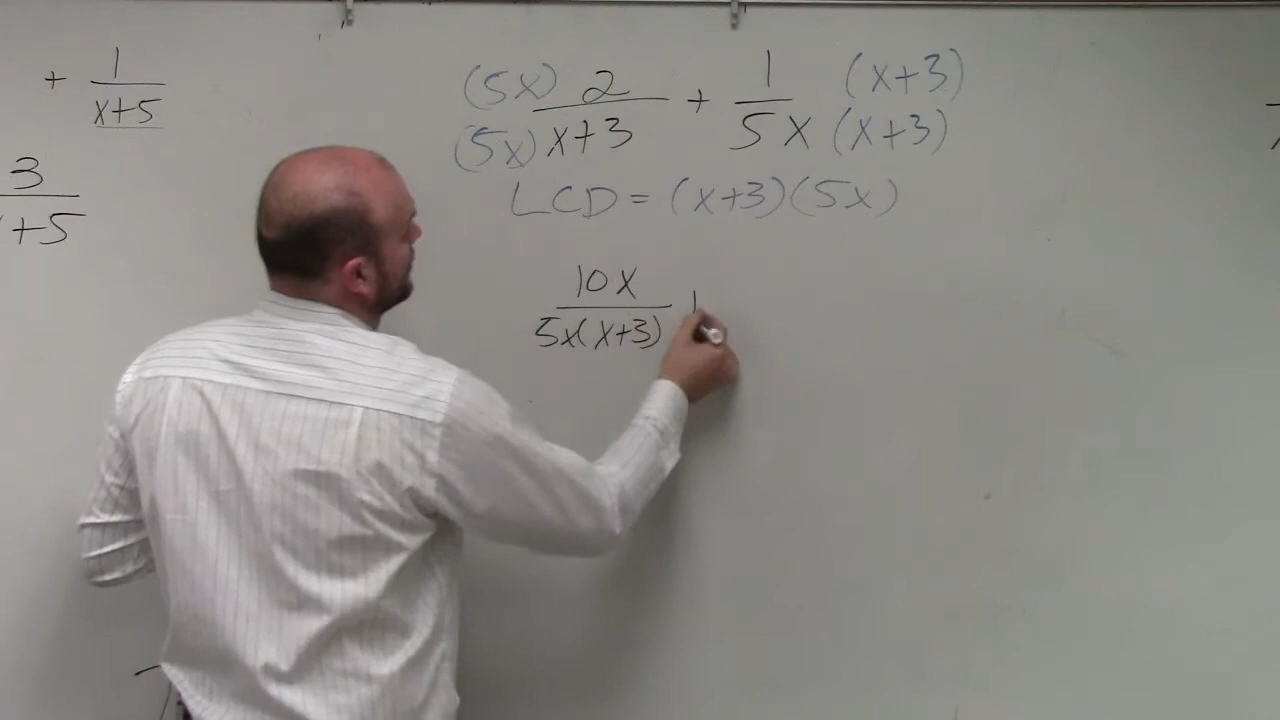 + 1
x+5
3
+5
(5x) 2 + 1 (x+3)
(5x) x+3 5x (x+3)
LCD = (x+3)(5x)
10x
5x(x+3)